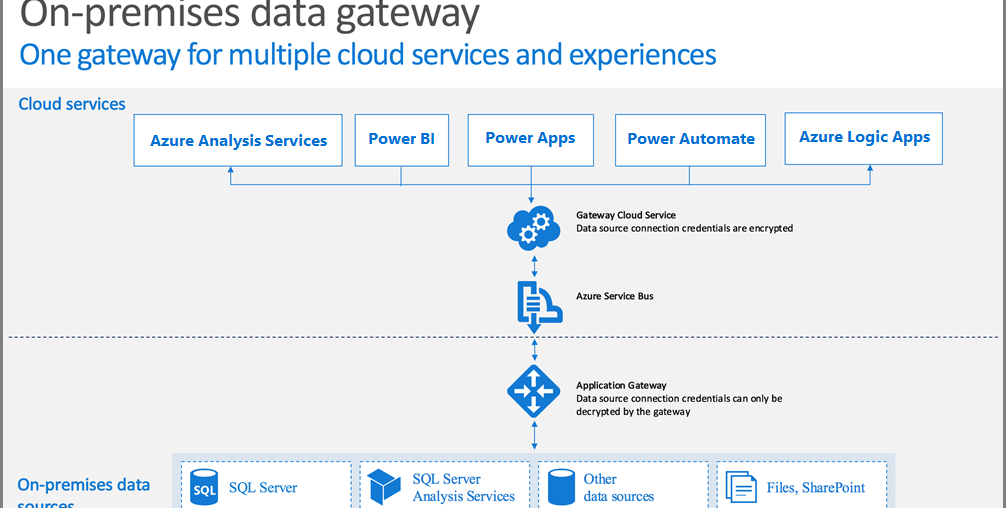 On-premises data gateway
One gateway for multiple cloud services and experiences
Cloud services
Azure Analysis Services
Power BI
Power Apps
Power Automate
Azure Logic Apps
Gateway Cloud Service
Data source connection credentials are encrypted
Azure Service Bus
Application Gateway
Data source connection credentials can only be
decrypted by the gateway
On-premises data
sources
SQL
SQL Server
SQL Server
Analysis Services
Other
data sources
Files, SharePoint